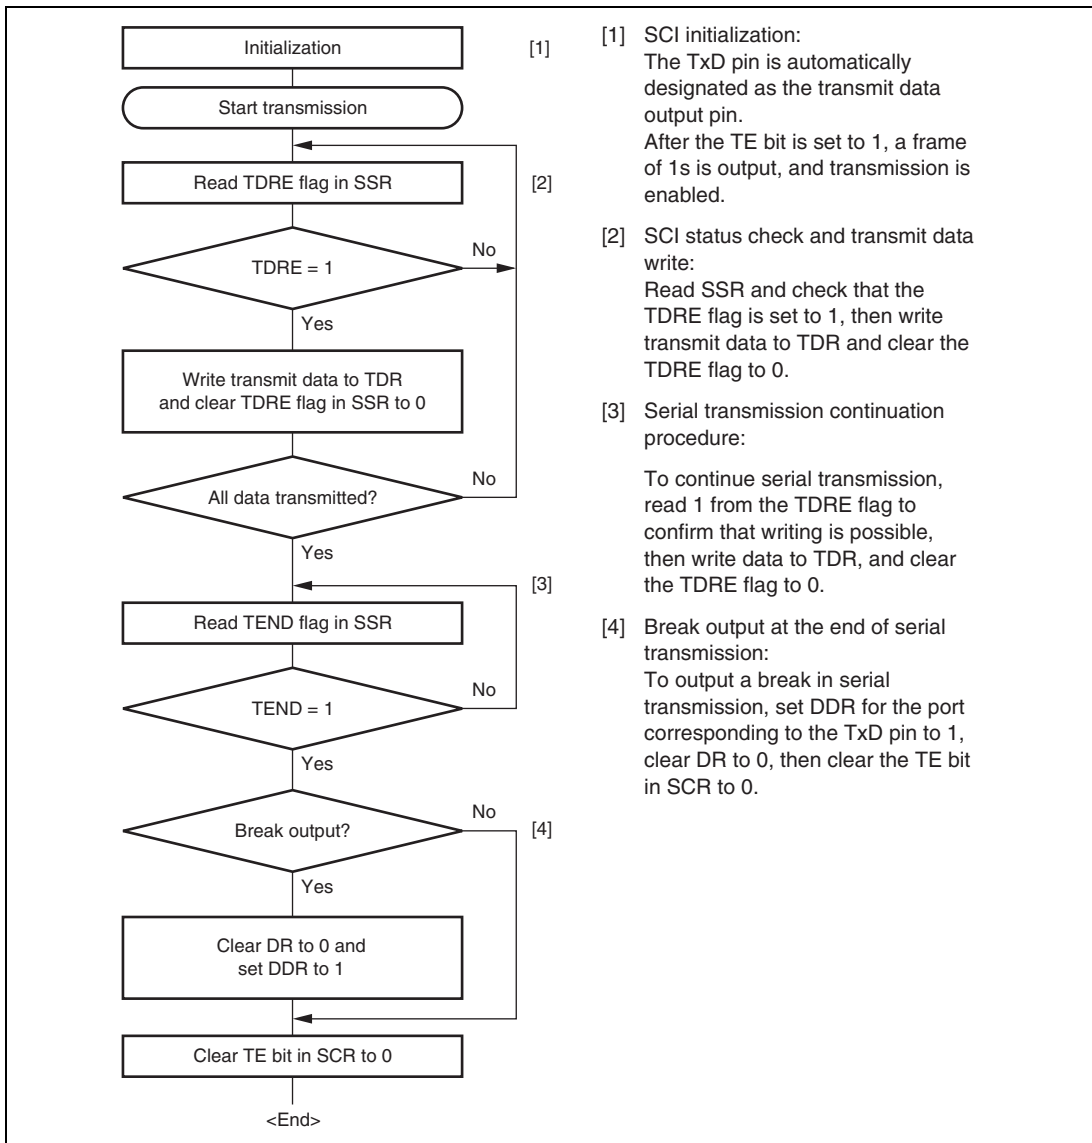 Initialization
[1]
Start transmission
Read TDRE flag in SSR
[2]
TDRE = 1
No
Yes
Write transmit data to TDR
and clear TDRE flag in SSR to 0
All data transmitted?
No
Yes
[3]
Read TEND flag in SSR
TEND = 1
No
Yes
Break output?
No
[4]
Yes
Clear DR to 0 and
set DDR to 1
Clear TE bit in SCR to 0
<End>
[1] SCI initialization:
The TxD pin is automatically
designated as the transmit data
output pin.
After the TE bit is set to 1, a frame
of 1s is output, and transmission is
enabled.
[2] SCI status check and transmit data
write:
Read SSR and check that the
TDRE flag is set to 1, then write
transmit data to TDR and clear the
TDRE flag to 0.
[3] Serial transmission continuation
procedure:
To continue serial transmission,
read 1 from the TDRE flag to
confirm that writing is possible,
then write data to TDR, and clear
the TDRE flag to 0.
[4] Break output at the end of serial
transmission:
To output a break in serial
transmission, set DDR for the port
corresponding to the TxD pin to 1,
clear DR to 0, then clear the TE bit
in SCR to 0.